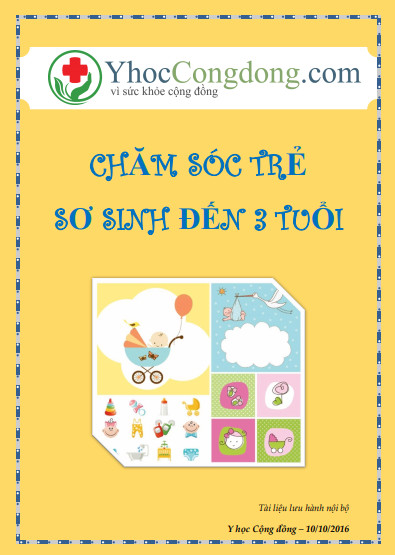 YhocCongdong.com
vì sức khỏe cộng đồng
CHĂM SÓC TRẺ
SƠ SINH ĐẾN 3 TUỔI
Tài liệu lưu hành nội bộ
Y học Cộng đồng – 10/10/2016